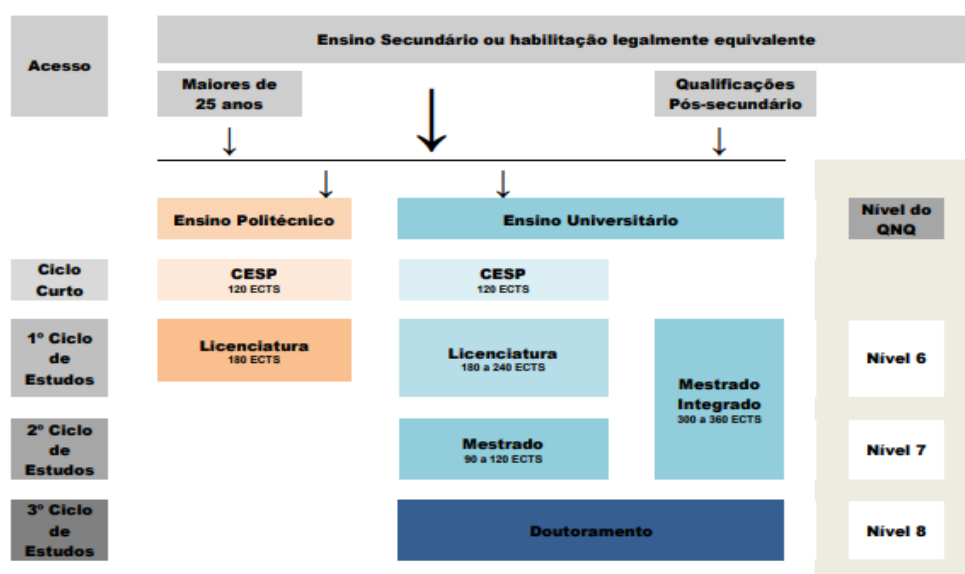 Acesso
Ensino Secundário ou habilitação legalmente equivalente
Maiores de
25 anos
Qualificações
Pós-secundário
Ensino Politécnico
Ensino Universitário
Nível do
QNQ
Ciclo
Curto
CESP
120 ECTS
CESP
120 ECTS
1º Ciclo
de
Estudos
Licenciatura
180 ECTS
Licenciatura
180 a 240 ECTS
Mestrado
Integrado
300 a 360 ECTS
Nível 6
2º Ciclo
de
Estudos
Mestrado
90 a 120 ECTS
Nível 7
3º Ciclo
de
Estudos
Doutoramento
Nível 8